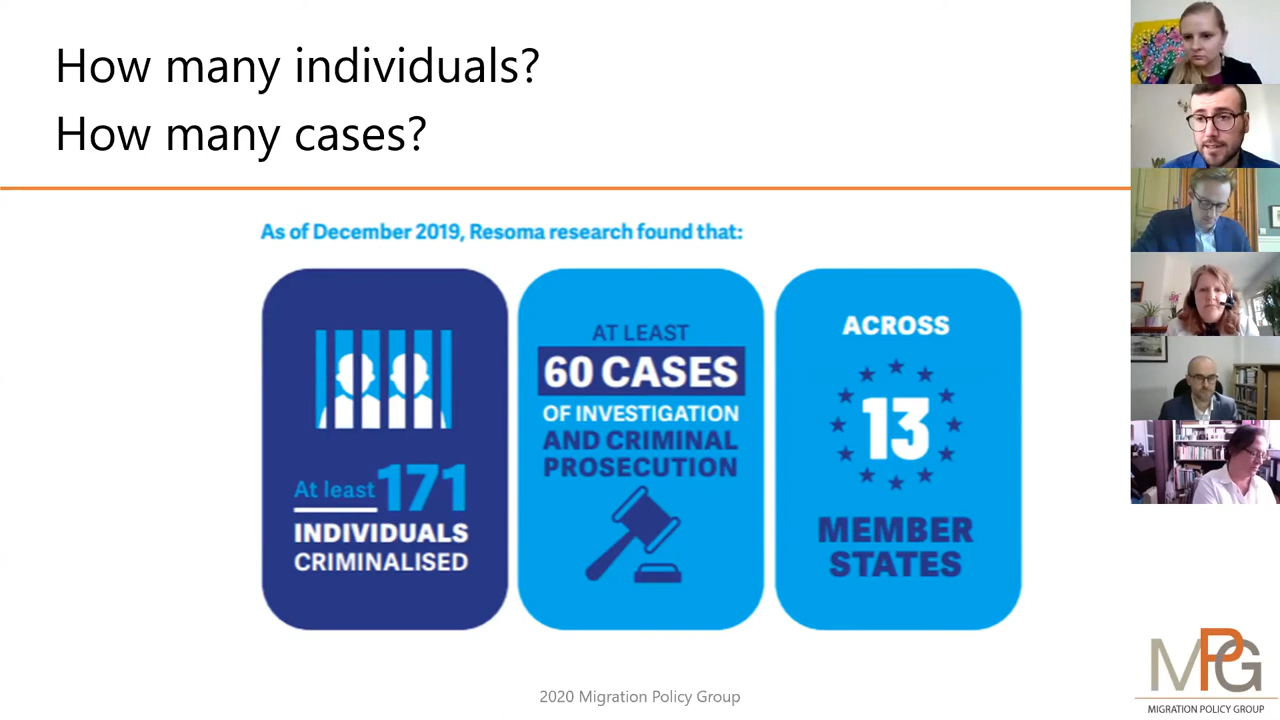 How many individuals?
How many cases?
As of December 2019, Resoma research found that:
At least 171
INDIVIDUALS
CRIMINALISED
AT LEAST
60 CASES
OF INVESTIGATION
AND CRIMINAL
PROSECUTION
ACROSS
13
MEMBER
STATES
2020 Migration Policy Group
MPG
MIGRATION POLICY GROUP